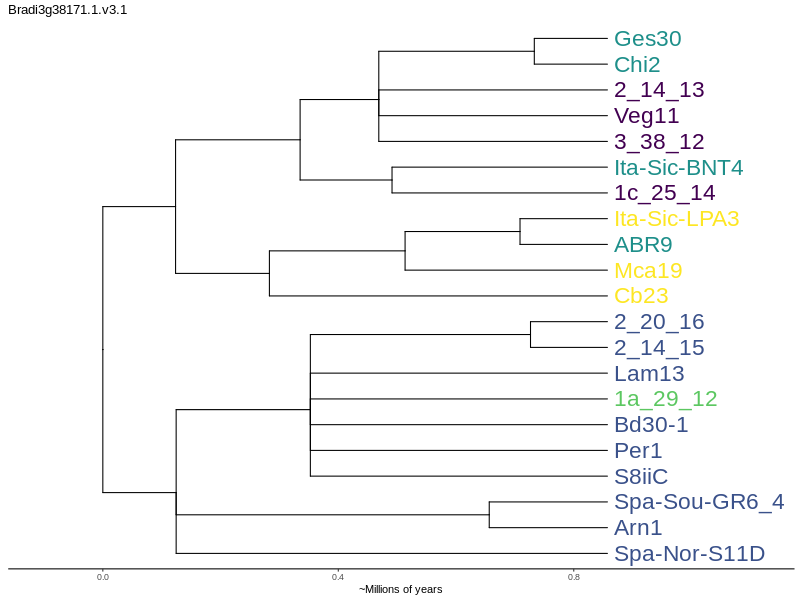 Bradi3g38171.1.v3.1
Ges30
Chi2
2_14_13
Veg11
3_38_12
Ita-Sic-BNT4
1c_25_14
Ita-Sic-LPA3
ABR9
Mca19
Cb23
2_20_16
2_14_15
Lam13
1a_29_12
Bd30-1
Per1
S8iiC
Spa-Sou-GR6_4
Arn1
Spa-Nor-S11D
0.0 0.4 0.8
~Millions of years